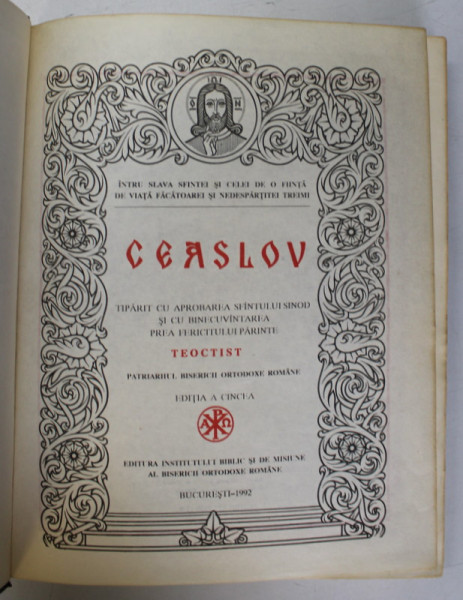 ÎNTRU SLAVA SFINTEI ȘI CELEI DE O FIINȚĂ
DE VIAȚĂ FĂCĂTOAREI ȘI NEDESPĂRȚITEI TREIMI
CEASLOV
TIPĂRIT CU APROBAREA SFÎNTULUI SINOD
ȘI CU BINECUVÎNTAREA
PREA FERICITULUI PĂRINTE
TEOCTIST
PATRIARHUL BISERICII ORTODOXE ROMÂNE
EDIȚIA A CINCEA
A P Ω
EDITURA INSTITUTULUI BIBLIC ȘI DE MISIUNE
AL BISERICII ORTODOXE ROMÂNE
BUCUREȘTI–1992